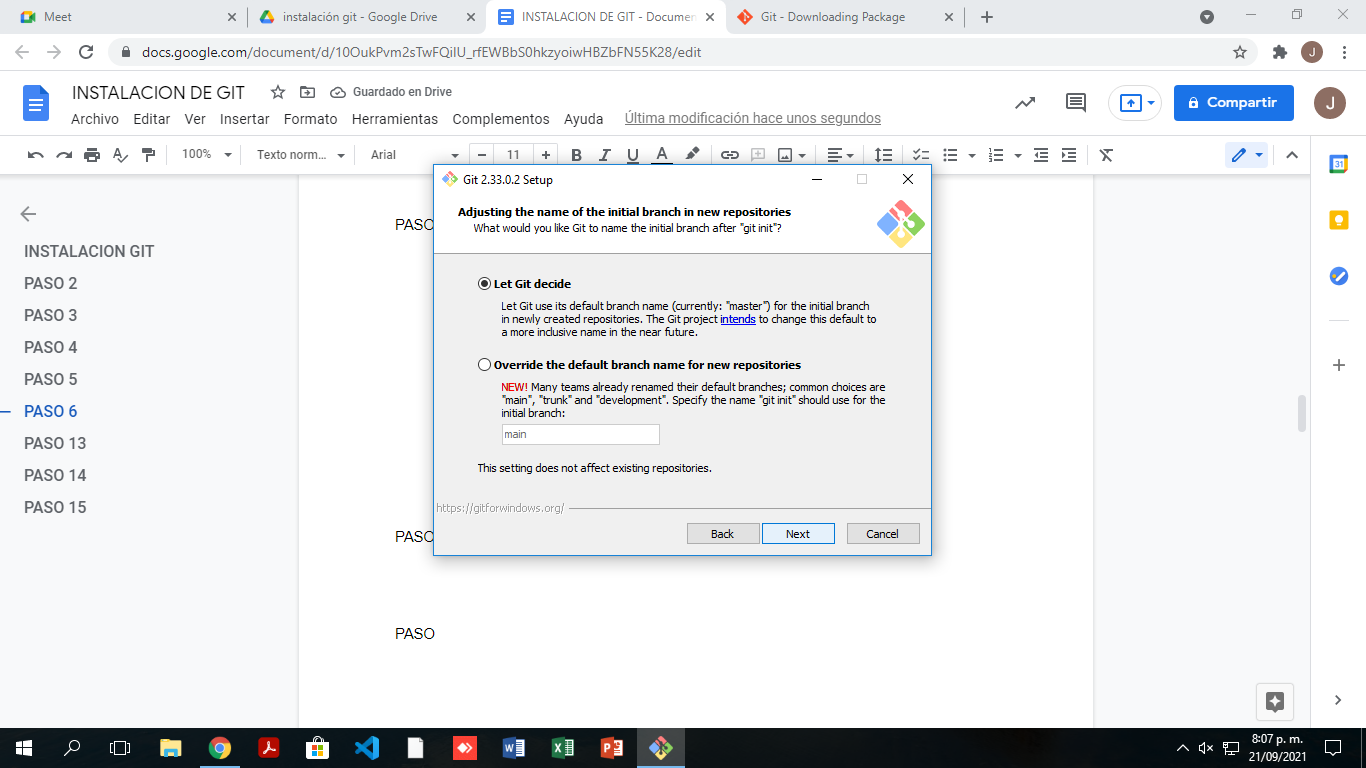 Meet
instalación git - Google Drive
INSTALACION DE GIT - Documen
Git - Downloading Package
docs.google.com/document/d/10OukPvm2sTwFQilU_rfEWBbS0hkzyoiwHBZbFN55K28/edit
J
INSTALACION DE GIT
Guardado en Drive
Archivo Editar Ver Insertar Formato Herramientas Complementos Ayuda Última modificación hace unos segundos
Compartir
J
100% Texto norm... Arial 11 B I U A
31
INSTALACION GIT
PASO 2
PASO 3
PASO 4
PASO 5
PASO 6
PASO 13
PASO 14
PASO 15
PASO
Git 2.33.0.2 Setup
Adjusting the name of the initial branch in new repositories
What would you like Git to name the initial branch after "git init"?
Let Git decide
Let Git use its default branch name (currently: "master") for the initial branch
in newly created repositories. The Git project intends to change this default to
a more inclusive name in the near future.
Override the default branch name for new repositories
NEW! Many teams already renamed their default branches; common choices are
"main", "trunk" and "development". Specify the name "git init" should use for the
initial branch:
main
This setting does not affect existing repositories.
https://gitforwindows.org/
Back Next Cancel
PASO
PASO
8:07 p. m.
21/09/2021